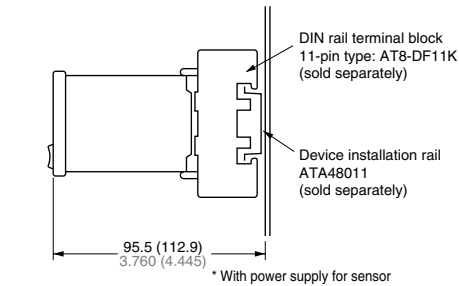 DIN rail terminal block
11-pin type: AT8-DF11K
(sold separately)
Device installation rail
ATA48011
(sold separately)
95.5 (112.9)
3.760 (4.445)
* With power supply for sensor